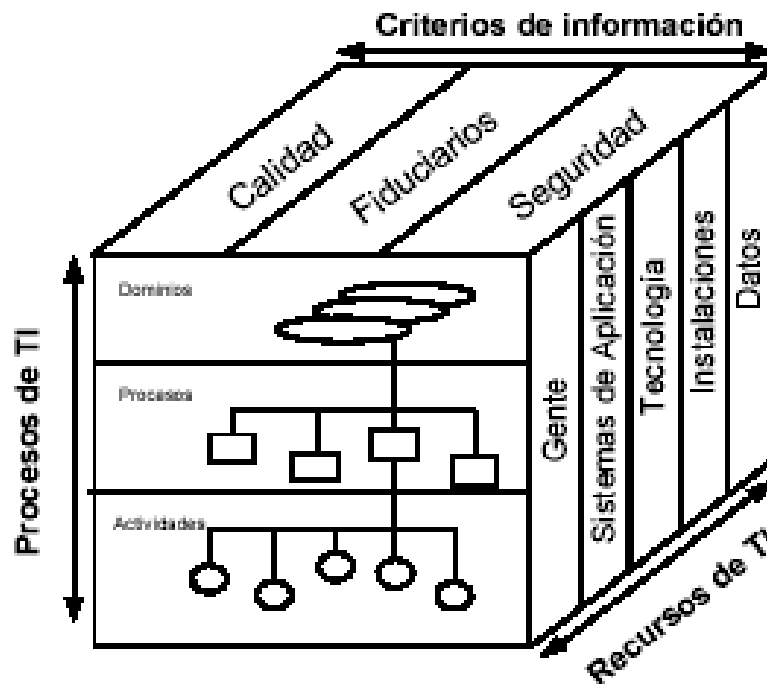 Criterios de información
Calidad
Fiduciarios
Seguridad
Procesos de TI
Dominios
Procesos
Actividades
Gente
Sistemas de Aplicación
Tecnología
Instalaciones
Datos
Recursos de TI